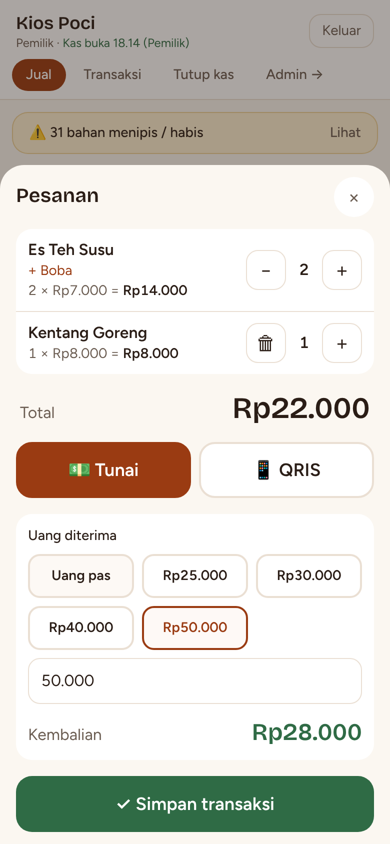 Kios Poci
Pemilik · Kas buka 18.14 (Pemilik)
Keluar
Jual
Transaksi
Tutup kas
Admin →
⚠️ 31 bahan menipis / habis
Lihat
Pesanan
×
Es Teh Susu
+ Boba
2 × Rp7.000 = Rp14.000
− 2 +
Kentang Goreng
1 × Rp8.000 = Rp8.000
🗑 1 +
Total
Rp22.000
💵 Tunai
📱 QRIS
Uang diterima
Uang pas
Rp25.000
Rp30.000
Rp40.000
Rp50.000
50.000
Kembalian
Rp28.000
✓ Simpan transaksi